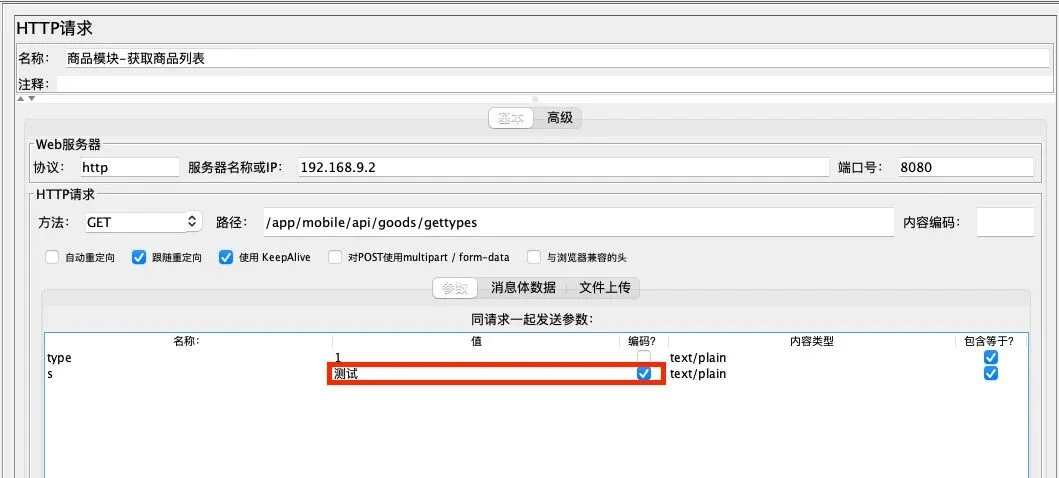 HTTP请求
名称： 商品模块-获取商品列表
注释：
基本 高级
Web服务器
协议： http 服务器名称或IP： 192.168.9.2 端口号： 8080
HTTP请求
方法： GET 路径： /app/mobile/api/goods/gettypes 内容编码：
自动重定向 跟随重定向 使用 KeepAlive 对POST使用multipart / form-data 与浏览器兼容的头
参数 消息体数据 文件上传
同请求一起发送参数：
名称： 值 编码? 内容类型 包含等于?
type 1 text/plain
s 测试 text/plain